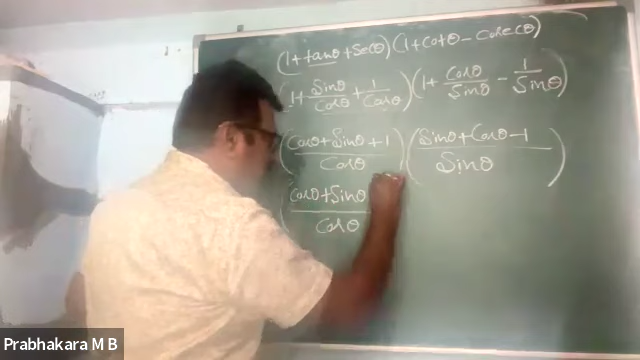 (1 + tanθ + Secθ) (1 + Cotθ - Cosecθ)
(1 + Sinθ/Cosθ + 1/Cosθ) (1 + Cosθ/Sinθ - 1/Sinθ)
(Cosθ + Sinθ + 1/Cosθ) (Sinθ + Cosθ - 1/Sinθ)
(Cosθ + Sinθ/Cosθ
Prabhakara M B